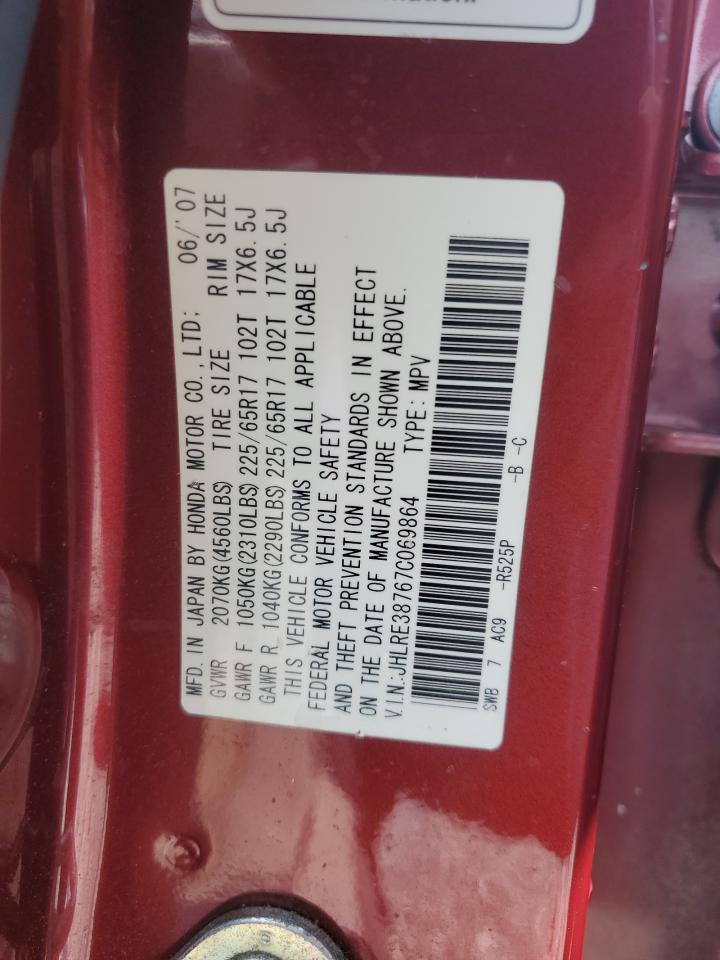 MFD. IN JAPAN BY HONDA MOTOR CO.,LTD; 06/'07
GVWR 2070KG(4560LBS) TIRE SIZE RIM SIZE
GAWR F 1050KG(2310LBS) 225/65R17 102T 17X6.5J
GAWR R 1040KG(2290LBS) 225/65R17 102T 17X6.5J
THIS VEHICLE CONFORMS TO ALL APPLICABLE
FEDERAL MOTOR VEHICLE SAFETY
AND THEFT PREVENTION STANDARDS IN EFFECT
ON THE DATE OF MANUFACTURE SHOWN ABOVE.
V.I.N.:JHLRE38767C069864 TYPE: MPV
SWB 7 AC9 -R525P -B -C